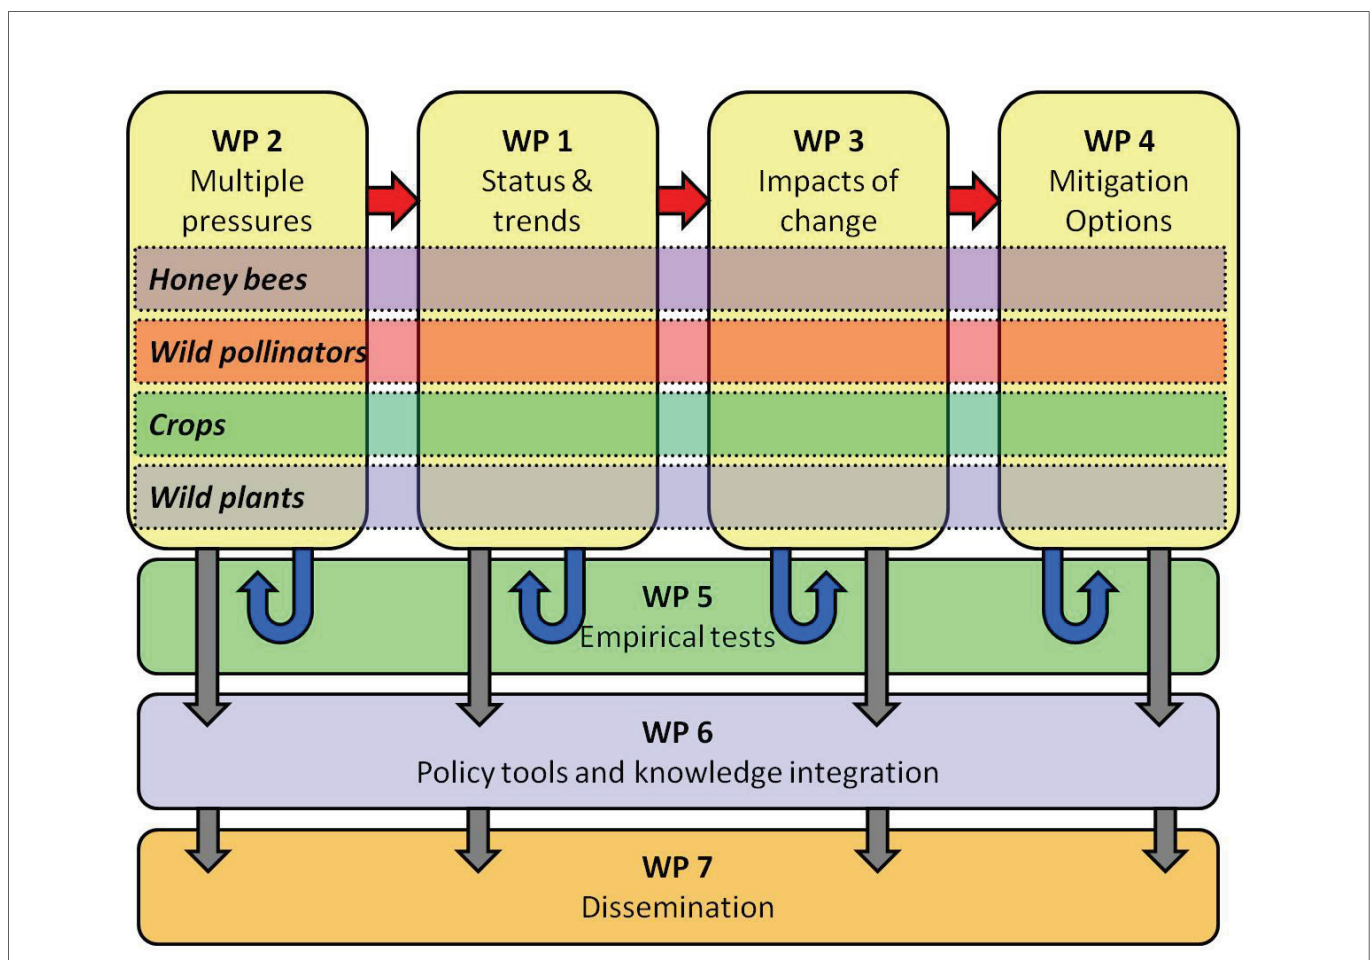 WP 2
Multiple
pressures
WP 1
Status &
trends
WP 3
Impacts of
change
WP 4
Mitigation
Options
Honey bees
Wild pollinators
Crops
Wild plants
WP 5
Empirical tests
WP 6
Policy tools and knowledge integration
WP 7
Dissemination